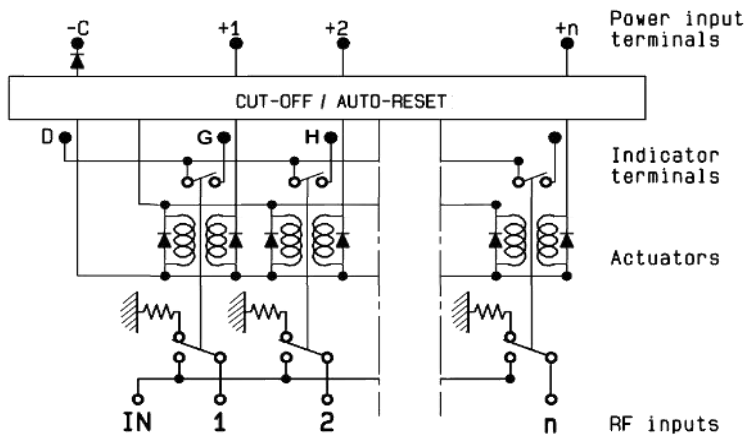 -C +1 +2 +n Power input
terminals
CUT-OFF / AUTO-RESET
D G H Indicator
terminals
Actuators
IN 1 2 n RF inputs